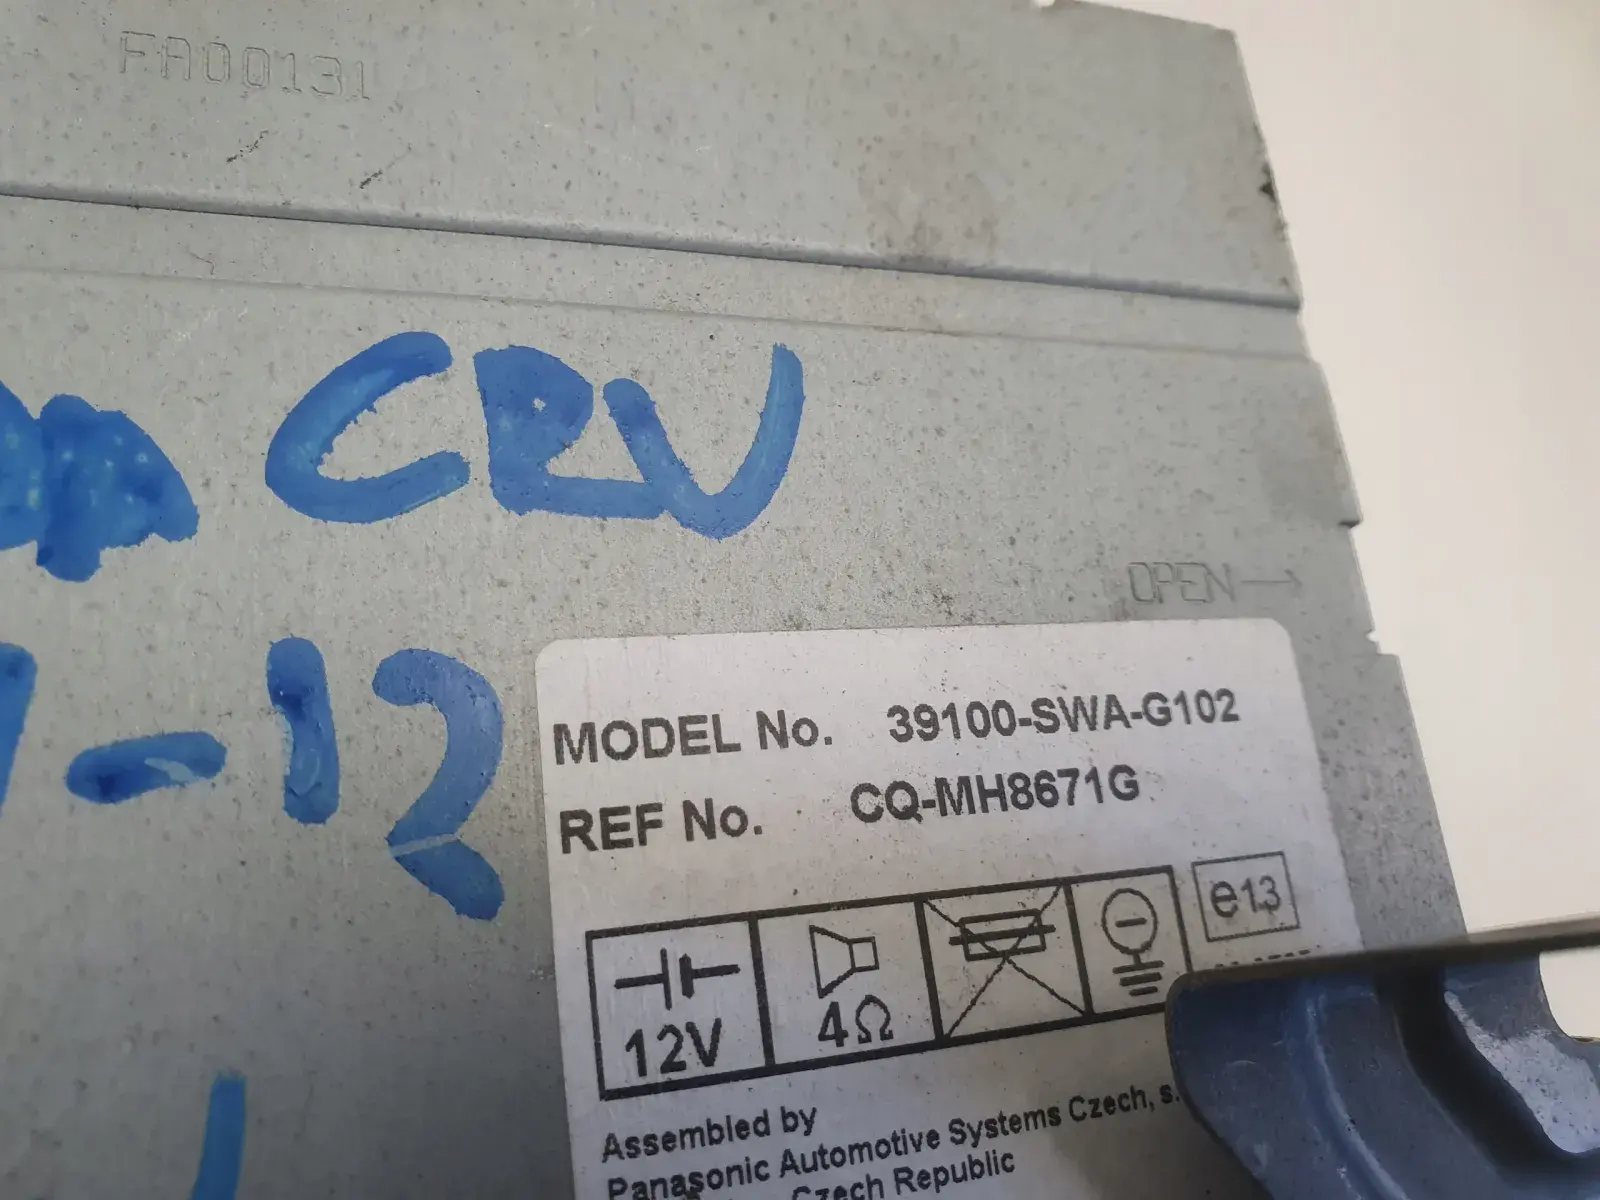 FA00131
CRV
-12
OPEN →
MODEL No. 39100-SWA-G102
REF No. CQ-MH8671G
e13
12V
4Ω
Assembled by
Panasonic Automotive Systems Czech, s.
Czech Republic